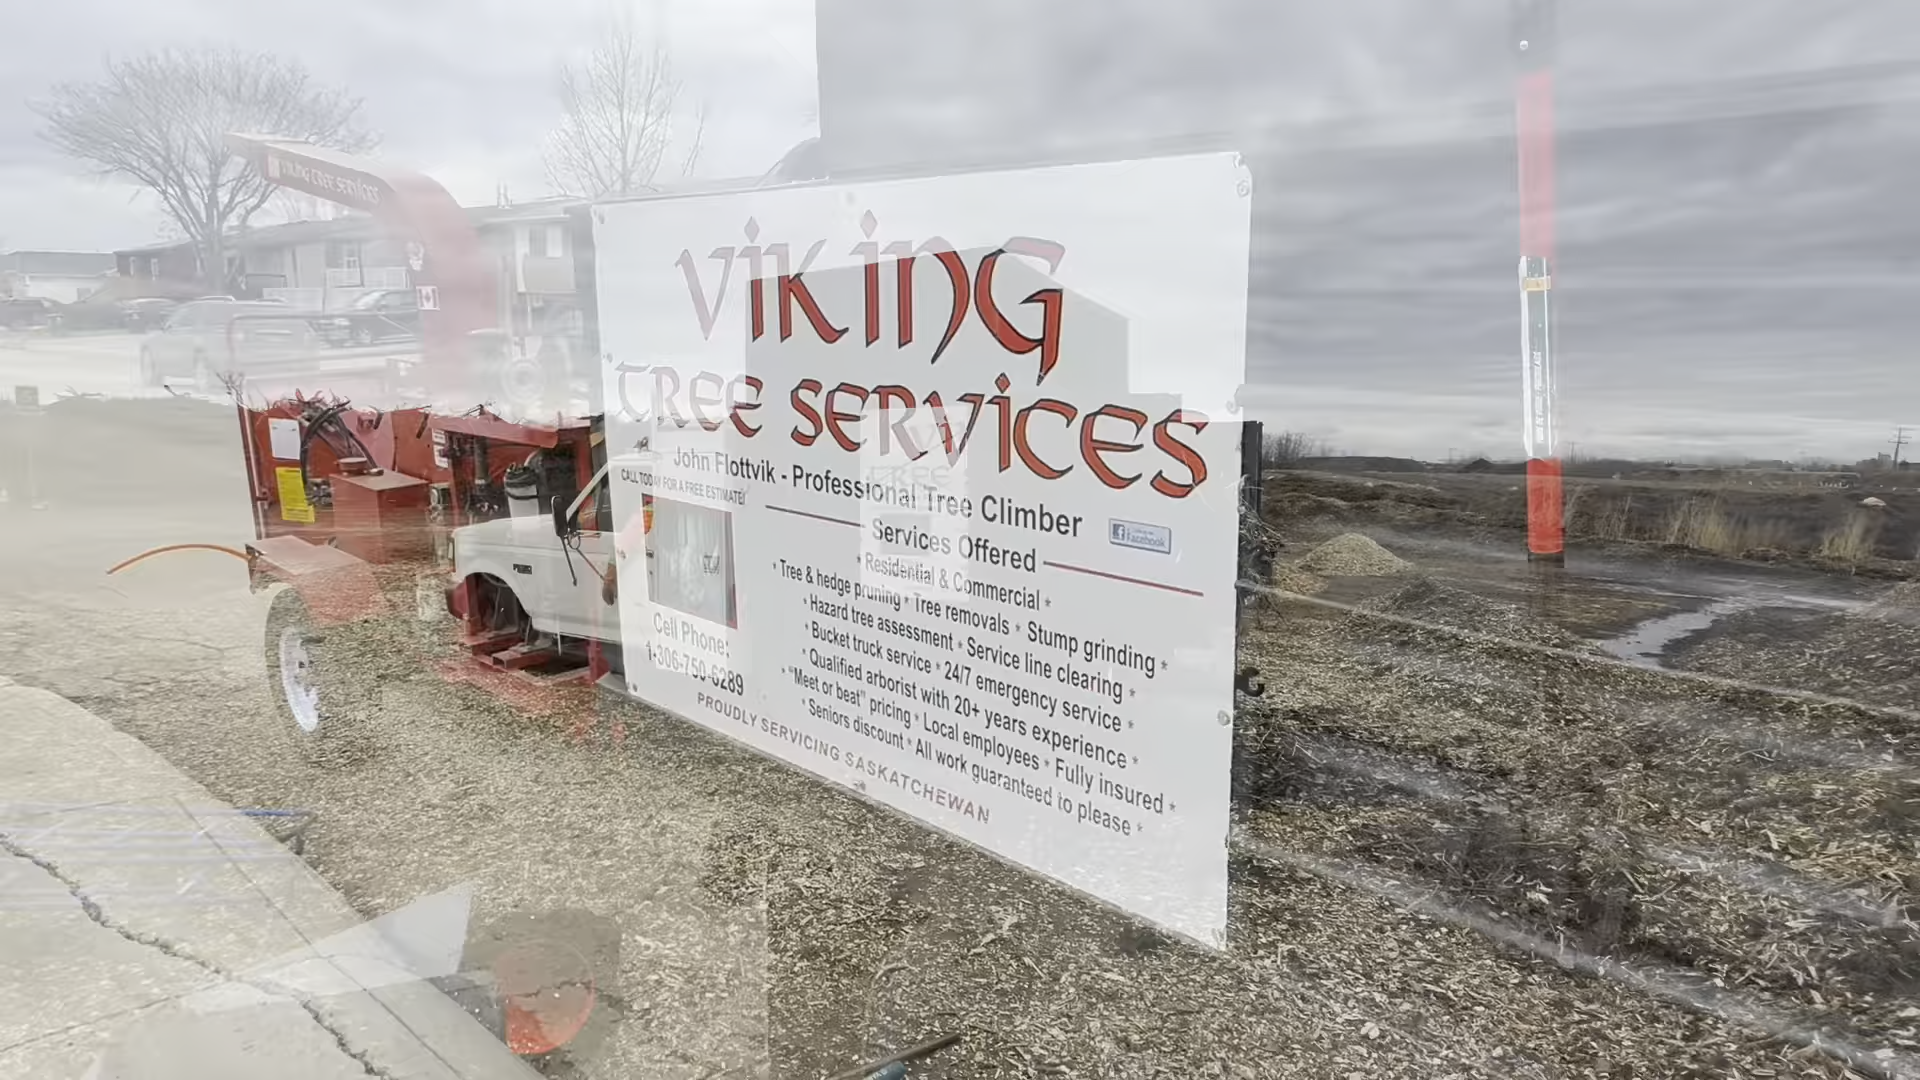 VIKING TREE SERVICES
VIKING
TREE SERVICES
John Flottvik - Professional Tree Climber
CALL TODAY FOR A FREE ESTIMATE!
Facebook
Services Offered
* Residential & Commercial *
* Tree & hedge pruning * Tree removals * Stump grinding *
* Hazard tree assessment * Service line clearing *
* Bucket truck service * 24/7 emergency service *
* Qualified arborist with 20+ years experience *
* "Meet or beat" pricing * Local employees * Fully insured *
* Seniors discount * All work guaranteed to please *
Cell Phone:
1-306-750-6289
PROUDLY SERVICING SASKATCHEWAN
TREE